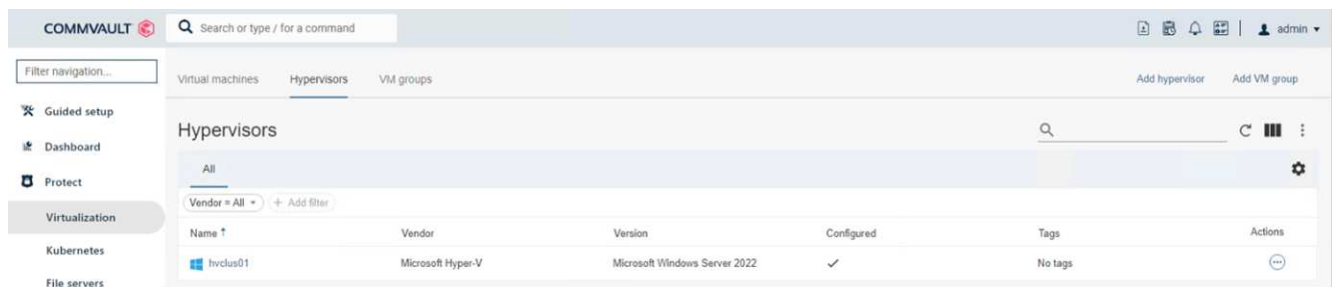 COMMVAULT Search or type / for a command admin
Filter navigation...
Virtual machines Hypervisors VM groups Add hypervisor Add VM group
Guided setup
Hypervisors
Dashboard
All
Protect
Vendor = All + Add filter
Virtualization
Name ↑ Vendor Version Configured Tags Actions
Kubernetes
hvclus01 Microsoft Hyper-V Microsoft Windows Server 2022 No tags
File servers